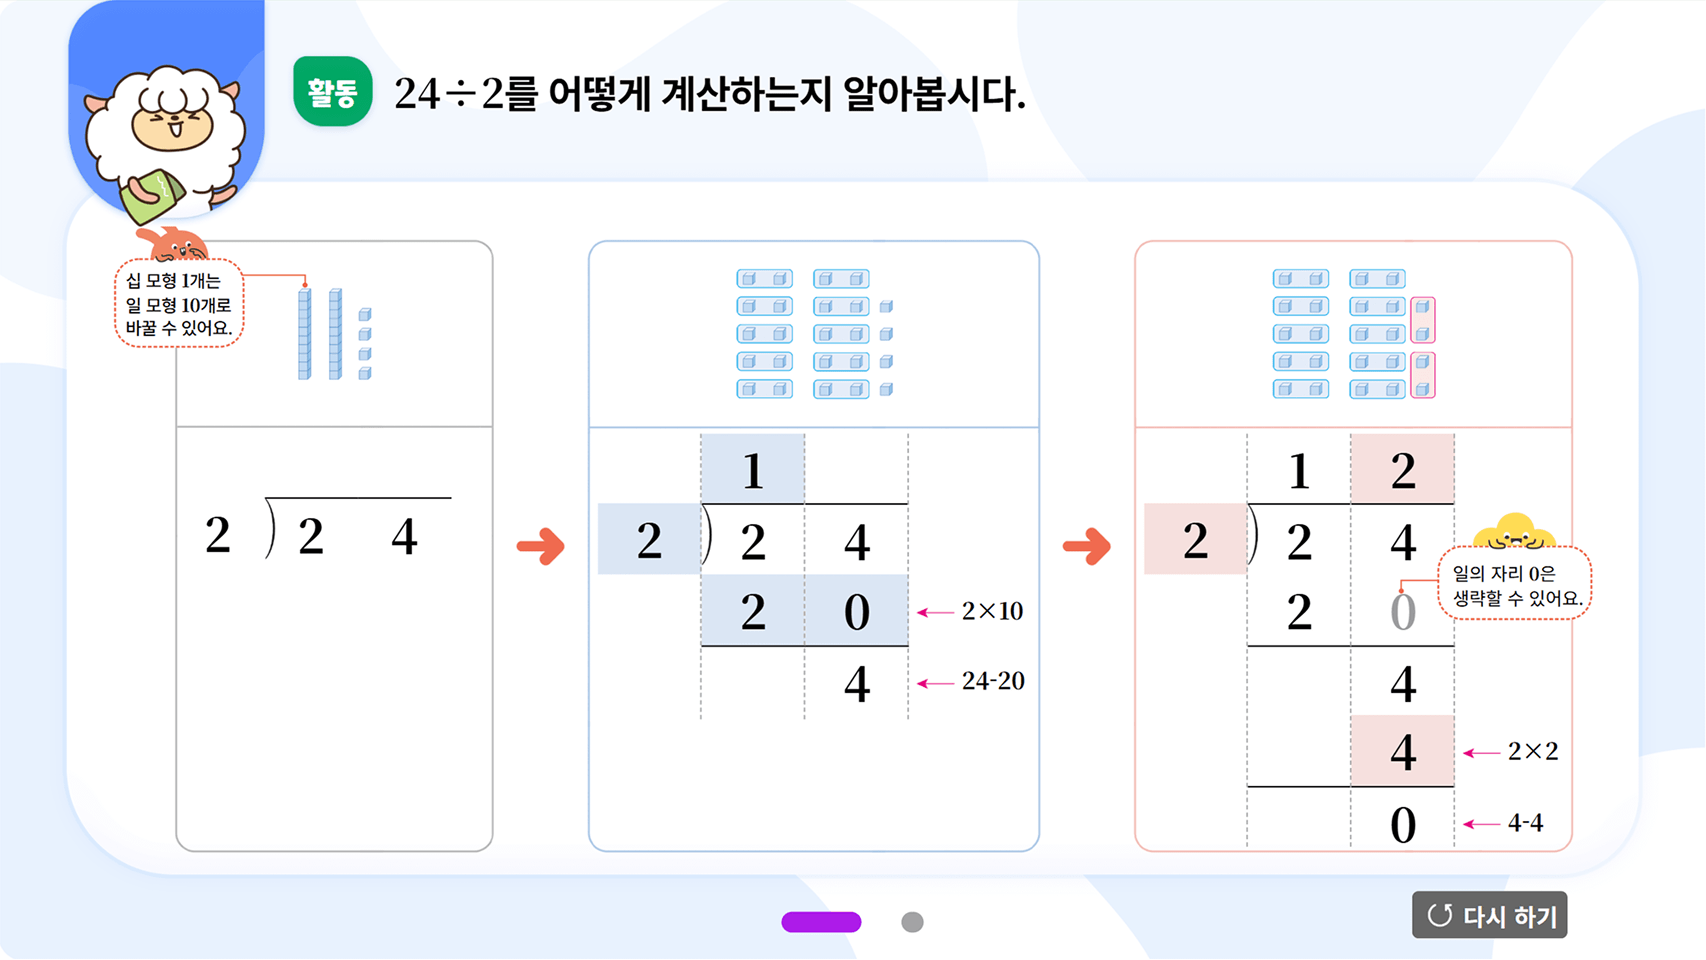 활동
24÷2를 어떻게 계산하는지 알아봅시다.
십 모형 1개는
일 모형 10개로
바꿀 수 있어요.
2 ) 2 4
1
2 ) 2 4
2 0 2×10
4 24-20
1 2
2 ) 2 4
2 0
일의 자리 0은
생략할 수 있어요.
4
4 2×2
0 4-4
다시 하기